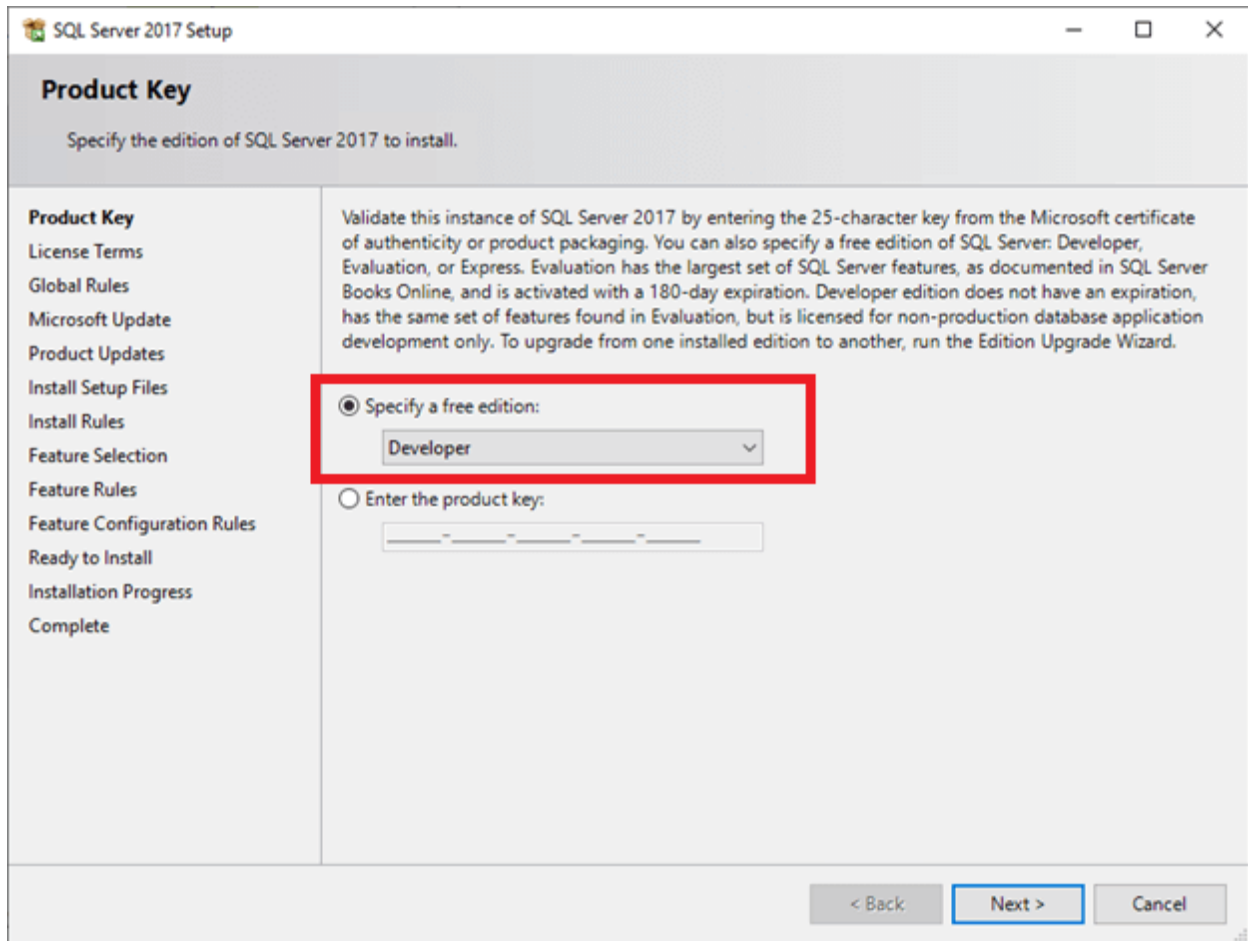 SQL Server 2017 Setup
Product Key
Specify the edition of SQL Server 2017 to install.
Product Key
License Terms
Global Rules
Microsoft Update
Product Updates
Install Setup Files
Install Rules
Feature Selection
Feature Rules
Feature Configuration Rules
Ready to Install
Installation Progress
Complete
Validate this instance of SQL Server 2017 by entering the 25-character key from the Microsoft certificate
of authenticity or product packaging. You can also specify a free edition of SQL Server: Developer,
Evaluation, or Express. Evaluation has the largest set of SQL Server features, as documented in SQL Server
Books Online, and is activated with a 180-day expiration. Developer edition does not have an expiration,
has the same set of features found in Evaluation, but is licensed for non-production database application
development only. To upgrade from one installed edition to another, run the Edition Upgrade Wizard.
Specify a free edition:
Developer
Enter the product key:
_____-_____-_____-_____-_____
< Back
Next >
Cancel